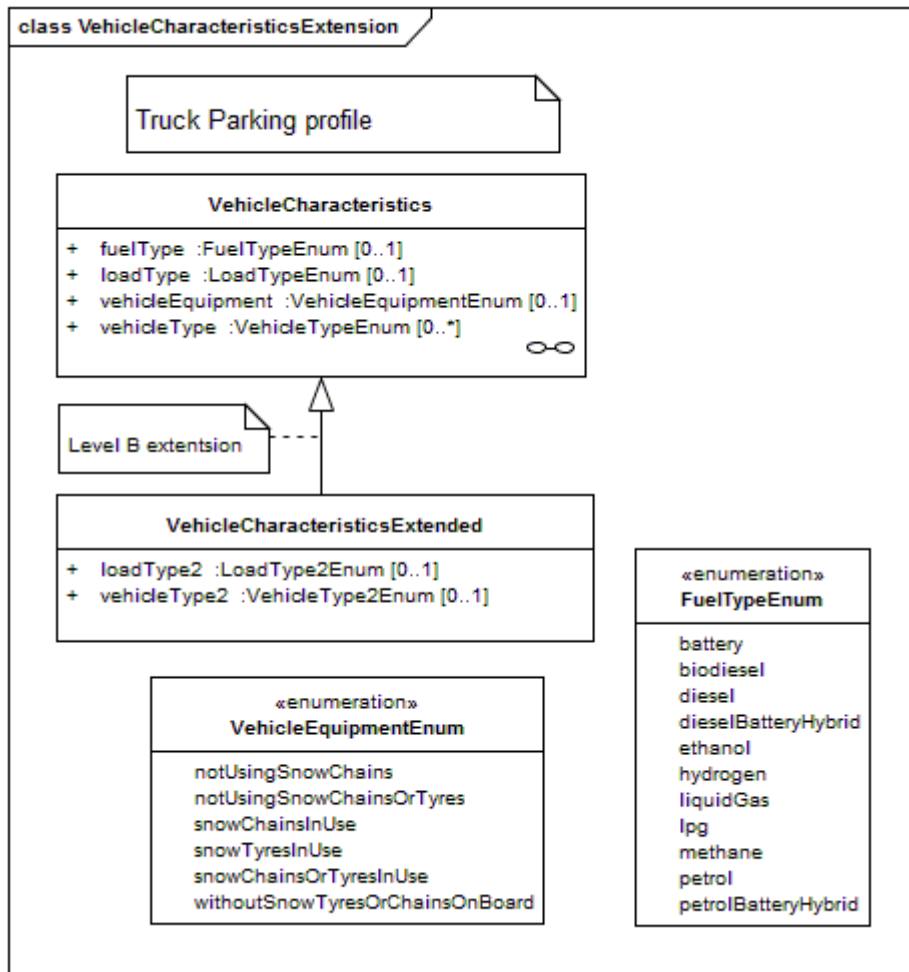 class VehicleCharacteristicsExtension
Truck Parking profile
VehicleCharacteristics
+ fuelType :FuelTypeEnum [0..1]
+ loadType :LoadTypeEnum [0..1]
+ vehicleEquipment :VehicleEquipmentEnum [0..1]
+ vehicleType :VehicleTypeEnum [0..*]
Level B extentsion
VehicleCharacteristicsExtended
+ loadType2 :LoadType2Enum [0..1]
+ vehicleType2 :VehicleType2Enum [0..1]
«enumeration»
VehicleEquipmentEnum
notUsingSnowChains
notUsingSnowChainsOrTyres
snowChainsInUse
snowTyresInUse
snowChainsOrTyresInUse
withoutSnowTyresOrChainsOnBoard
«enumeration»
FuelTypeEnum
battery
biodiesel
diesel
dieselBatteryHybrid
ethanol
hydrogen
liquidGas
lpg
methane
petrol
petrolBatteryHybrid